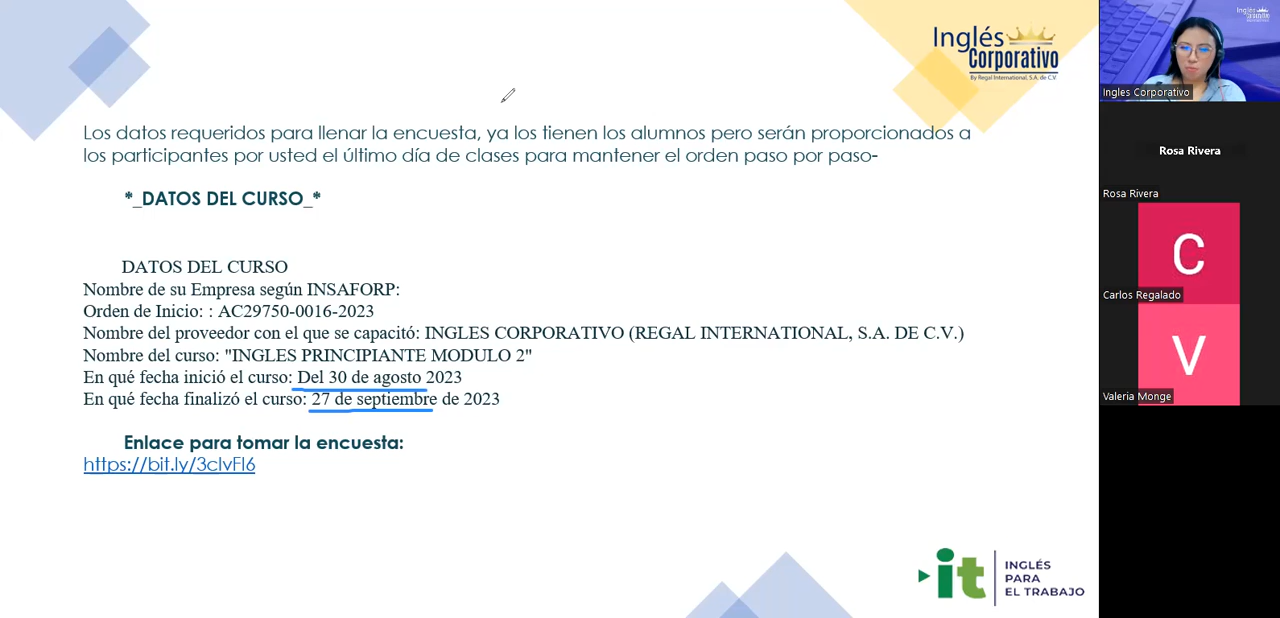 Inglés
Corporativo
By Regal International, S.A. de C.V.
Los datos requeridos para llenar la encuesta, ya los tienen los alumnos pero serán proporcionados a
los participantes por usted el último día de clases para mantener el orden paso por paso-
*_DATOS DEL CURSO_*
DATOS DEL CURSO
Nombre de su Empresa según INSAFORP:
Orden de Inicio: : AC29750-0016-2023
Nombre del proveedor con el que se capacitó: INGLES CORPORATIVO (REGAL INTERNATIONAL, S.A. DE C.V.)
Nombre del curso: "INGLES PRINCIPIANTE MODULO 2"
En qué fecha inició el curso: Del 30 de agosto 2023
En qué fecha finalizó el curso: 27 de septiembre de 2023
Enlace para tomar la encuesta:
https://bit.ly/3clvFl6
it
INGLÉS
PARA
EL TRABAJO
Inglés
Ingles Corporativo
Rosa Rivera
Rosa Rivera
C
Carlos Regalado
V
Valeria Monge